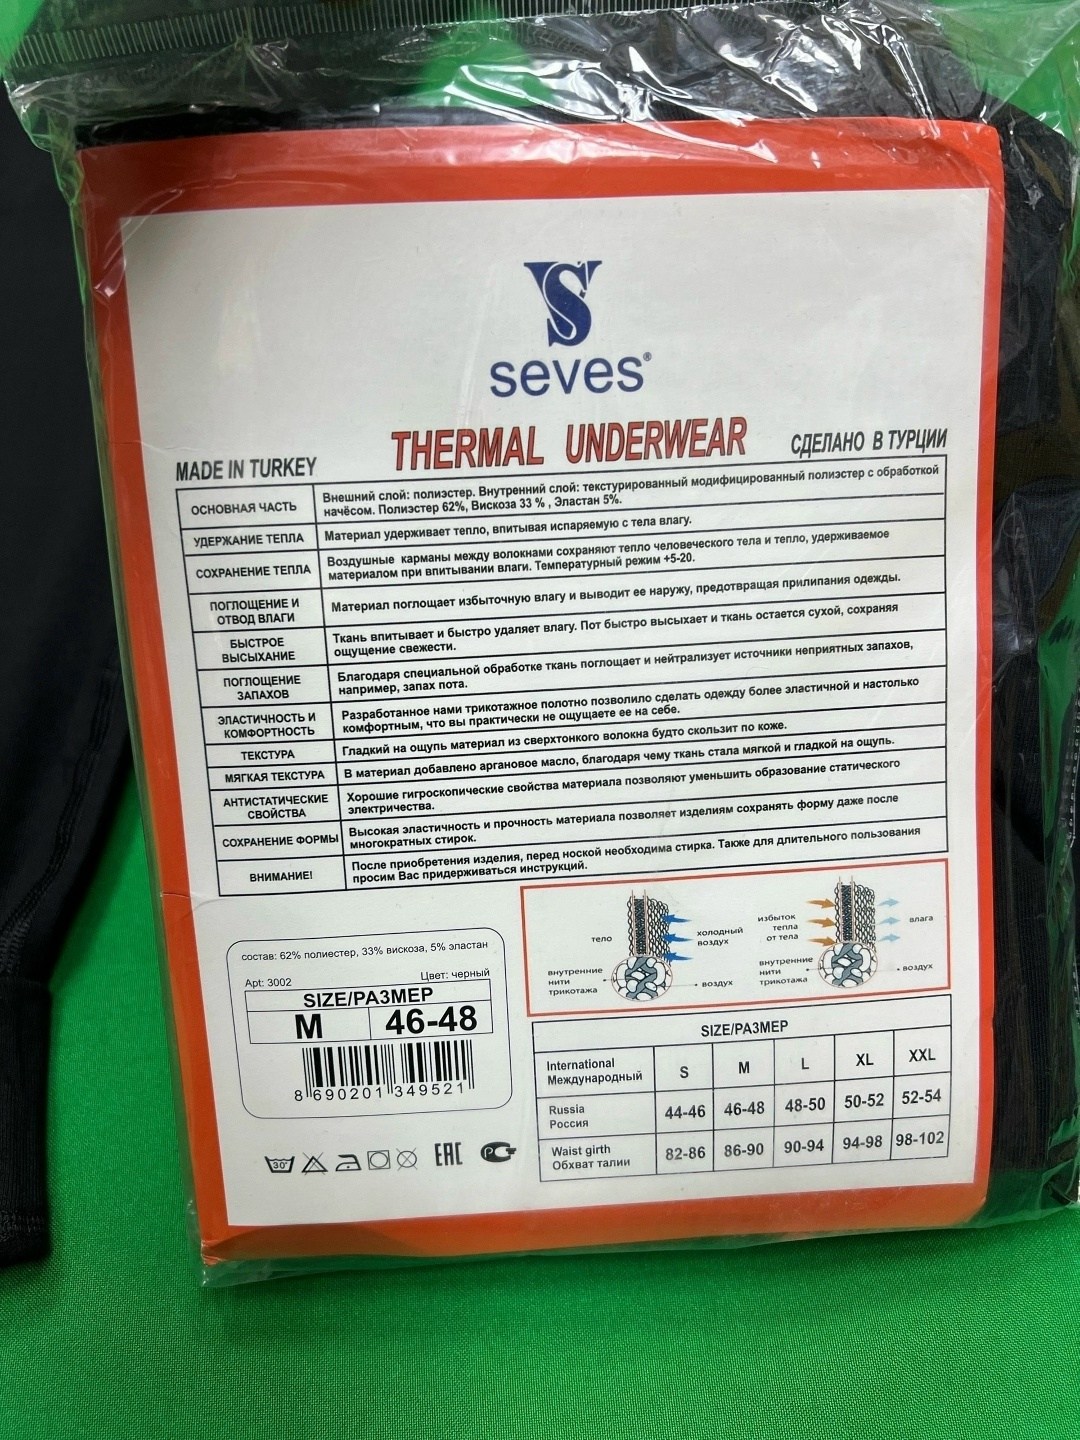 S
seves®
MADE IN TURKEY
THERMAL UNDERWEAR
СДЕЛАНО В ТУРЦИИ
ОСНОВНАЯ ЧАСТЬ
Внешний слой: полиэстер. Внутренний слой: текстурированный модифицированный полиэстер с обработкой
начёсом. Полиэстер 62%, Вискоза 33 % , Эластан 5%.
УДЕРЖАНИЕ ТЕПЛА
Материал удерживает тепло, впитывая испаряемую с тела влагу.
СОХРАНЕНИЕ ТЕПЛА
Воздушные карманы между волокнами сохраняют тепло человеческого тела и тепло, удерживаемое
материалом при впитывании влаги. Температурный режим +5-20.
ПОГЛОЩЕНИЕ И
ОТВОД ВЛАГИ
Материал поглощает избыточную влагу и выводит ее наружу, предотвращая прилипания одежды.
БЫСТРОЕ
ВЫСЫХАНИЕ
Ткань впитывает и быстро удаляет влагу. Пот быстро высыхает и ткань остается сухой, сохраняя
ощущение свежести.
ПОГЛОЩЕНИЕ
ЗАПАХОВ
Благодаря специальной обработке ткань поглощает и нейтрализует источники неприятных запахов,
например, запах пота.
ЭЛАСТИЧНОСТЬ И
КОМФОРТНОСТЬ
Разработанное нами трикотажное полотно позволило сделать одежду более эластичной и настолько
комфортным, что вы практически не ощущаете ее на себе.
ТЕКСТУРА
Гладкий на ощупь материал из сверхтонкого волокна будто скользит по коже.
МЯГКАЯ ТЕКСТУРА
В материал добавлено аргановое масло, благодаря чему ткань стала мягкой и гладкой на ощупь.
АНТИСТАТИЧЕСКИЕ
СВОЙСТВА
Хорошие гигроскопические свойства материала позволяют уменьшить образование статического
электричества.
СОХРАНЕНИЕ ФОРМЫ
Высокая эластичность и прочность материала позволяет изделиям сохранять форму даже после
многократных стирок.
ВНИМАНИЕ!
После приобретения изделия, перед ноской необходима стирка. Также для длительного пользования
просим Вас придерживаться инструкций.
тело
холодный
воздух
внутренние
нити
трикотажа
воздух
избыток
тепла
от тела
влага
внутренние
нити
трикотажа
воздух
состав: 62% полиестер, 33% вискоза, 5% эластан
Арт: 3002
Цвет: черный
SIZE/РАЗМЕР
M 46-48
8 690201 349521
30°
EAC
PC
SIZE/РАЗМЕР
International
Международный
S M L XL XXL
Russia
Россия
44-46 46-48 48-50 50-52 52-54
Waist girth
Обхват талии
82-86 86-90 90-94 94-98 98-102